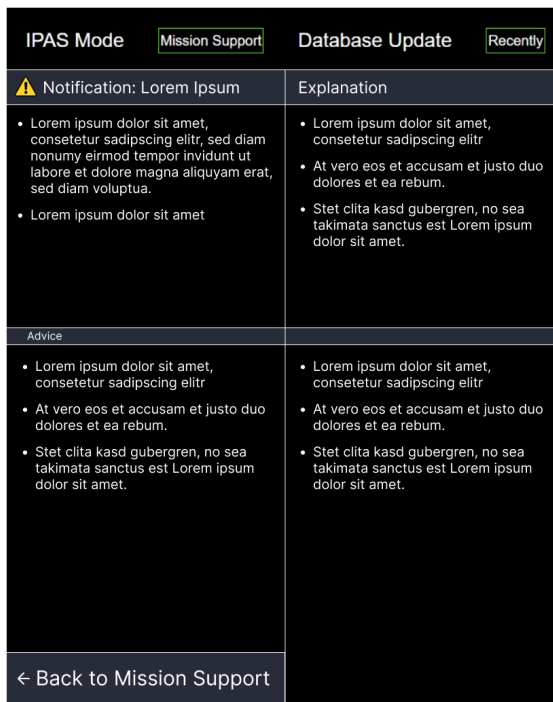 IPAS Mode Mission Support Database Update Recently
Notification: Lorem Ipsum
• Lorem ipsum dolor sit amet,
consetetur sadipscing elitr, sed diam
nonumy eirmod tempor invidunt ut
labore et dolore magna aliquyam erat,
sed diam voluptua.
• Lorem ipsum dolor sit amet
Explanation
• Lorem ipsum dolor sit amet,
consetetur sadipscing elitr
• At vero eos et accusam et justo duo
dolores et ea rebum.
• Stet clita kasd gubergren, no sea
takimata sanctus est Lorem ipsum
dolor sit amet.
Advice
• Lorem ipsum dolor sit amet,
consetetur sadipscing elitr
• At vero eos et accusam et justo duo
dolores et ea rebum.
• Stet clita kasd gubergren, no sea
takimata sanctus est Lorem ipsum
dolor sit amet.
• Lorem ipsum dolor sit amet,
consetetur sadipscing elitr
• At vero eos et accusam et justo duo
dolores et ea rebum.
• Stet clita kasd gubergren, no sea
takimata sanctus est Lorem ipsum
dolor sit amet.
← Back to Mission Support